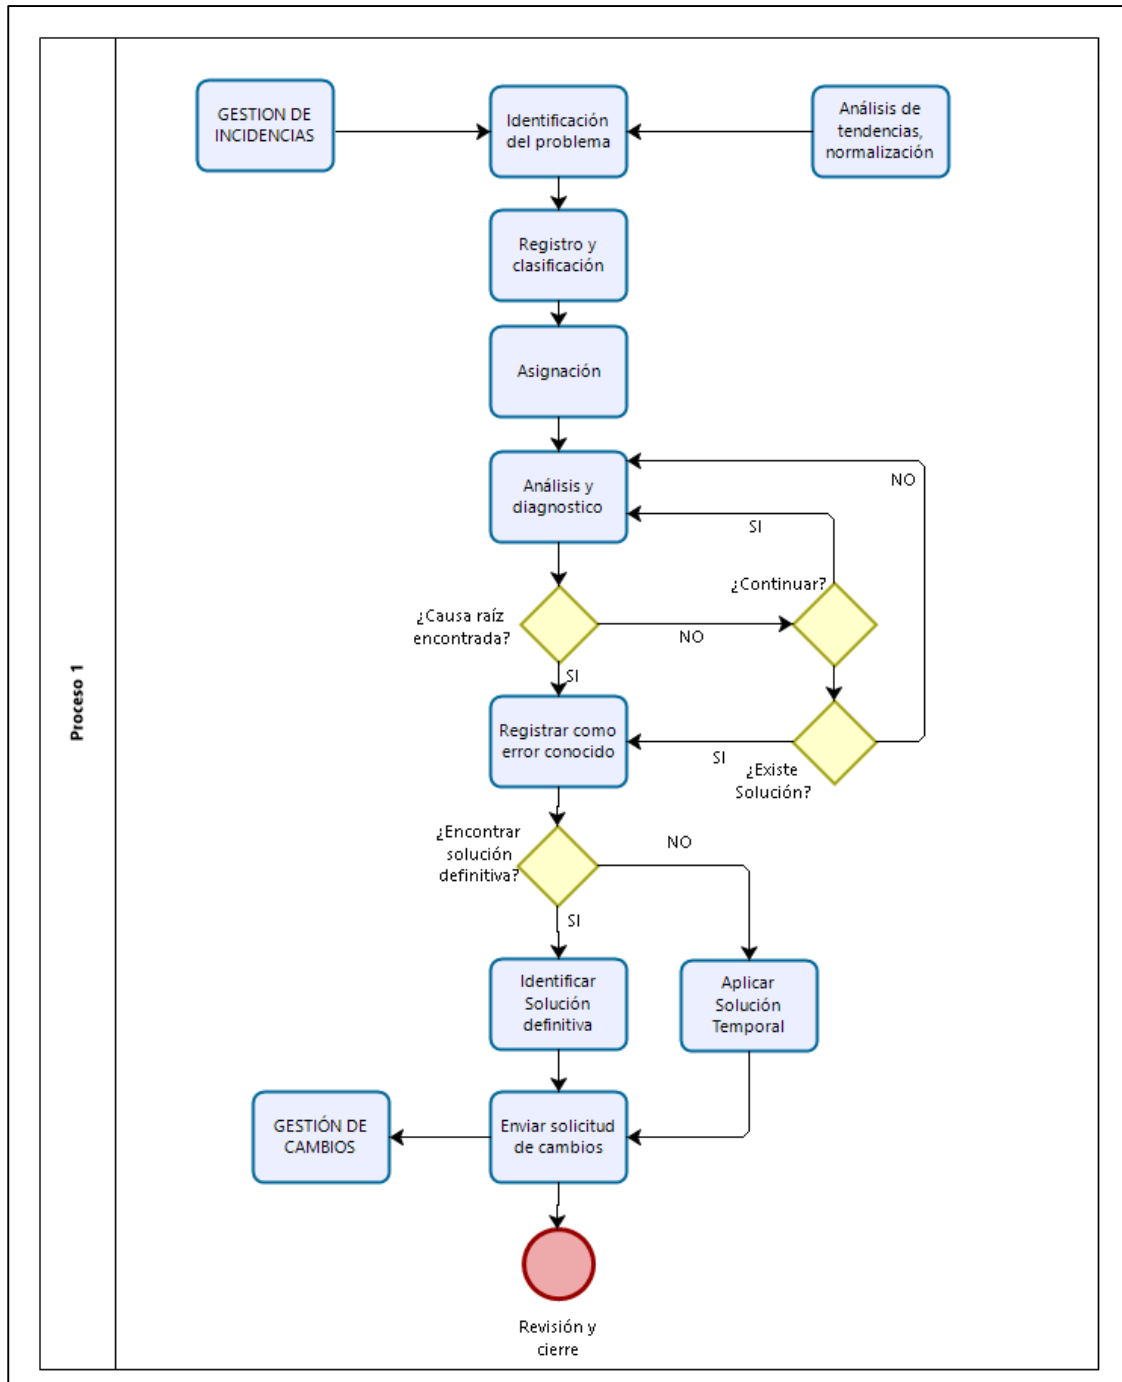 Proceso 1
GESTION DE
INCIDENCIAS
Identificación
del problema
Análisis de
tendencias,
normalización
Registro y
clasificación
Asignación
Análisis y
diagnostico
NO
SI
¿Continuar?
¿Causa raíz
encontrada?
NO
SI
Registrar como
error conocido
SI
¿Existe
Solución?
¿Encontrar
solución
definitiva?
NO
SI
Identificar
Solución
definitiva
Aplicar
Solución
Temporal
GESTIÓN DE
CAMBIOS
Enviar solicitud
de cambios
Revisión y
cierre